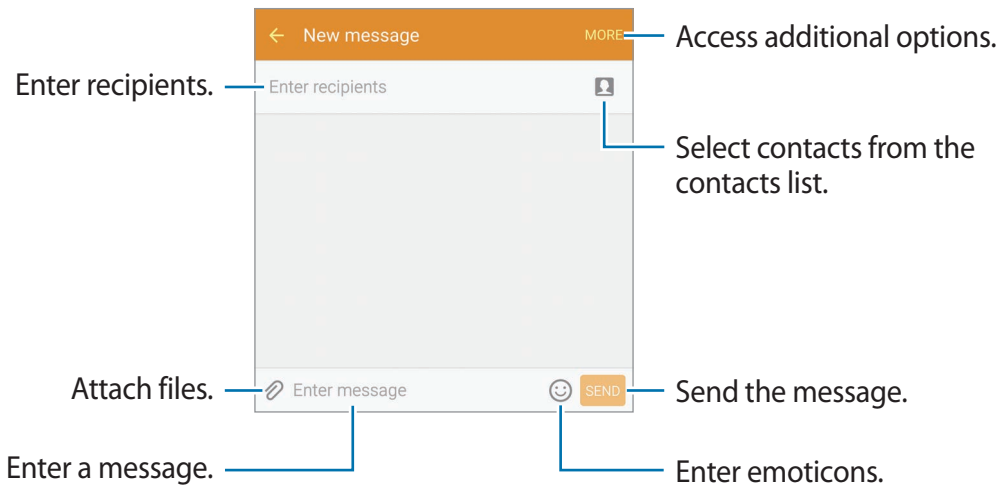 New message
MORE
Access additional options.
Enter recipients.
Enter recipients
Select contacts from the
contacts list.
Attach files.
Enter message
SEND
Send the message.
Enter a message.
Enter emoticons.